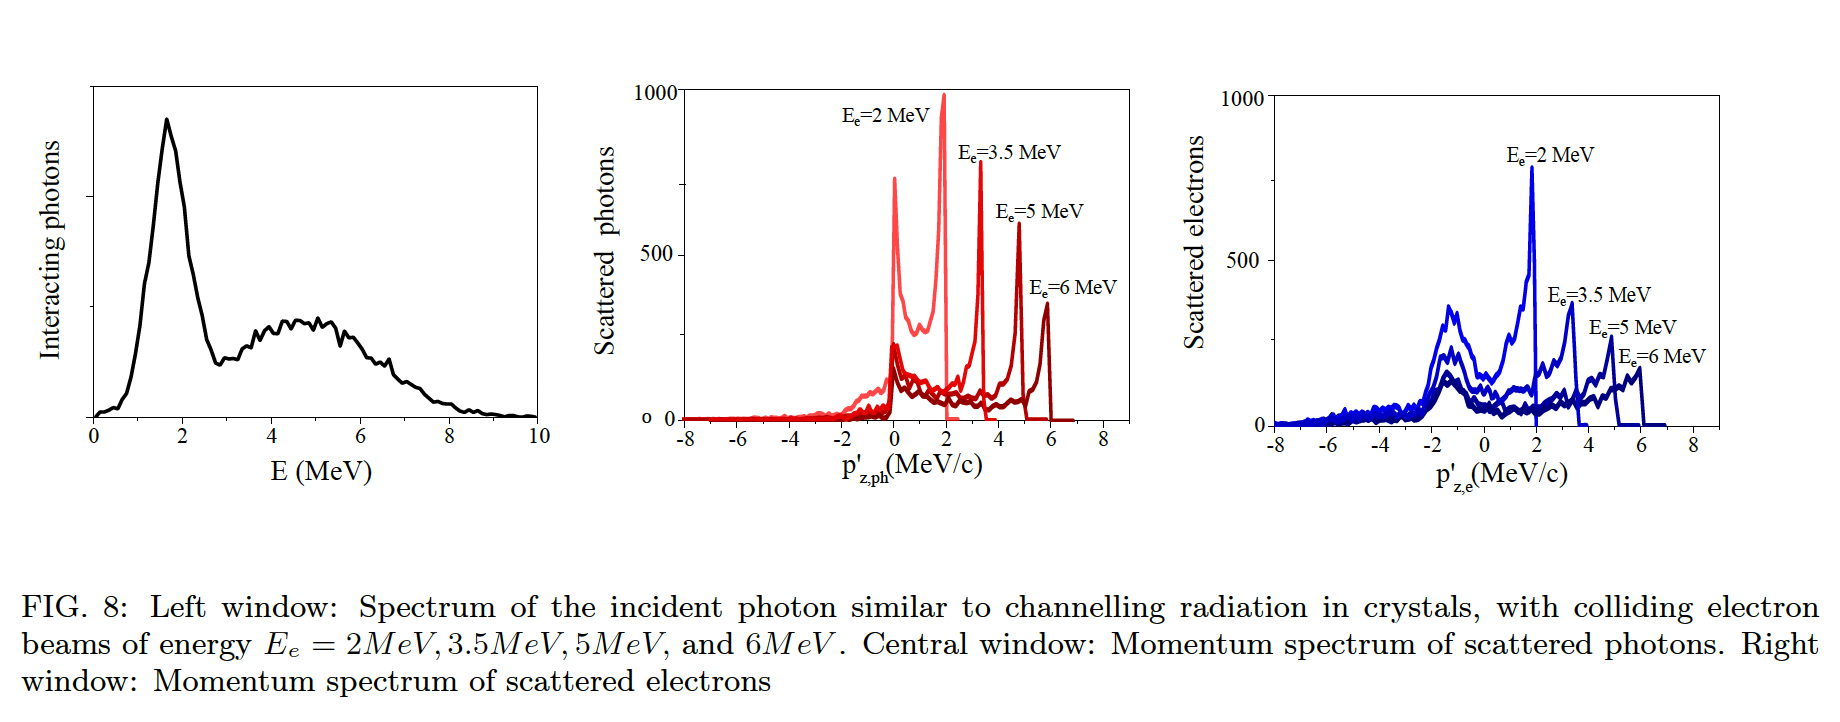 Interacting photons
0 2 4 6 8 10
E (MeV)
Scattered photons
1000
500
0 0
Ee=2 MeV
Ee=3.5 MeV
Ee=5 MeV
Ee=6 MeV
-8 -6 -4 -2 0 2 4 6 8
p'z,ph(MeV/c)
Scattered electrons
1000
500
0
Ee=2 MeV
Ee=3.5 MeV
Ee=5 MeV
Ee=6 MeV
-8 -6 -4 -2 0 2 4 6 8
p'z,e(MeV/c)
FIG. 8: Left window: Spectrum of the incident photon similar to channelling radiation in crystals, with colliding electron
beams of energy Ee = 2MeV, 3.5MeV, 5MeV, and 6MeV. Central window: Momentum spectrum of scattered photons. Right
window: Momentum spectrum of scattered electrons